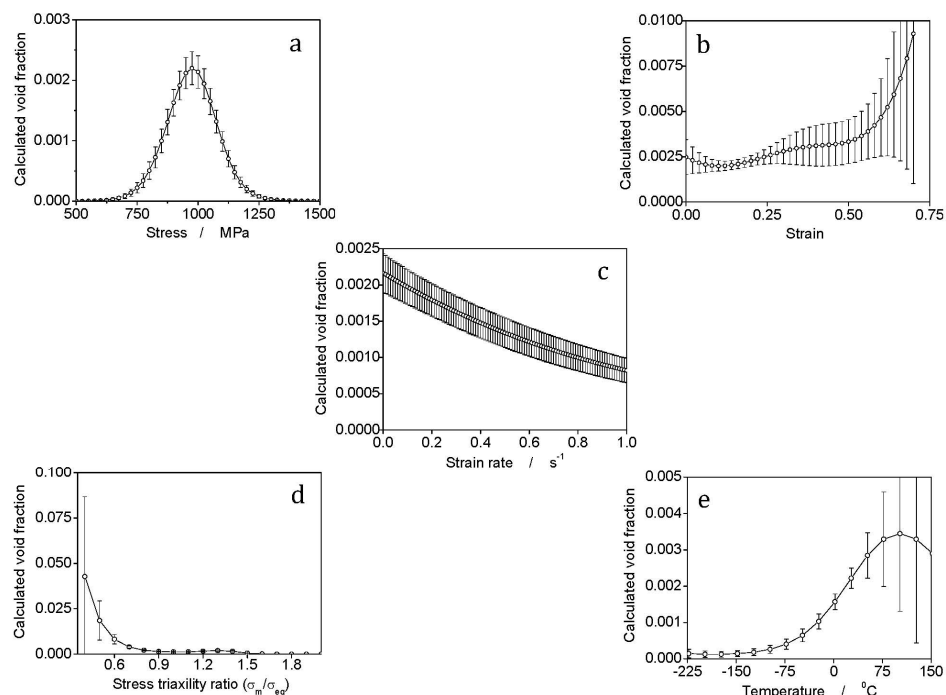 0.003
0.002
0.001
0.000
500 750 1000 1250 1500
Calculated void fraction
Stress / MPa
a
0.0100
0.0075
0.0050
0.0025
0.0000
0.00 0.25 0.50 0.75
Calculated void fraction
Strain
b
0.0025
0.0020
0.0015
0.0010
0.0005
0.0000
0.0 0.2 0.4 0.6 0.8 1.0
Calculated void fraction
Strain rate / s⁻¹
c
0.100
0.075
0.050
0.025
0.000
0.6 0.9 1.2 1.5 1.8
Calculated void fraction
Stress triaxility ratio (σm/σeq)
d
0.005
0.004
0.003
0.002
0.001
0.000
-225 -150 -75 0 75 150
Calculated void fraction
Temperature / ⁰C
e